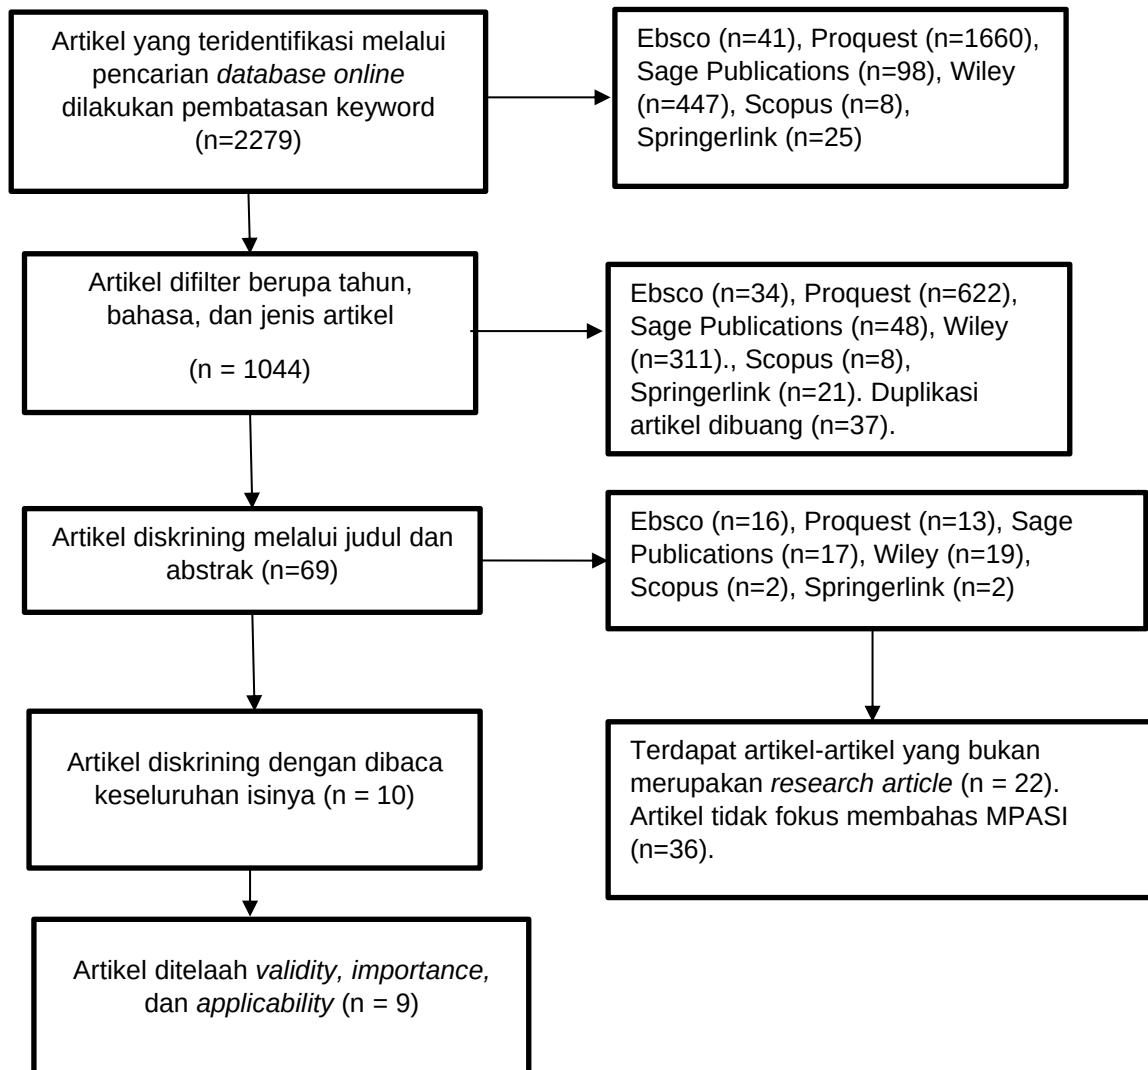 Artikel yang teridentifikasi melalui
pencarian database online
dilakukan pembatasan keyword
(n=2279)
Ebsco (n=41), Proquest (n=1660),
Sage Publications (n=98), Wiley
(n=447), Scopus (n=8),
Springerlink (n=25)
Artikel difilter berupa tahun,
bahasa, dan jenis artikel
(n = 1044)
Ebsco (n=34), Proquest (n=622),
Sage Publications (n=48), Wiley
(n=311)., Scopus (n=8),
Springerlink (n=21). Duplikasi
artikel dibuang (n=37).
Artikel diskrining melalui judul dan
abstrak (n=69)
Ebsco (n=16), Proquest (n=13), Sage
Publications (n=17), Wiley (n=19),
Scopus (n=2), Springerlink (n=2)
Artikel diskrining dengan dibaca
keseluruhan isinya (n = 10)
Terdapat artikel-artikel yang bukan
merupakan research article (n = 22).
Artikel tidak fokus membahas MPASI
(n=36).
Artikel ditelaah validity, importance,
dan applicability (n = 9)